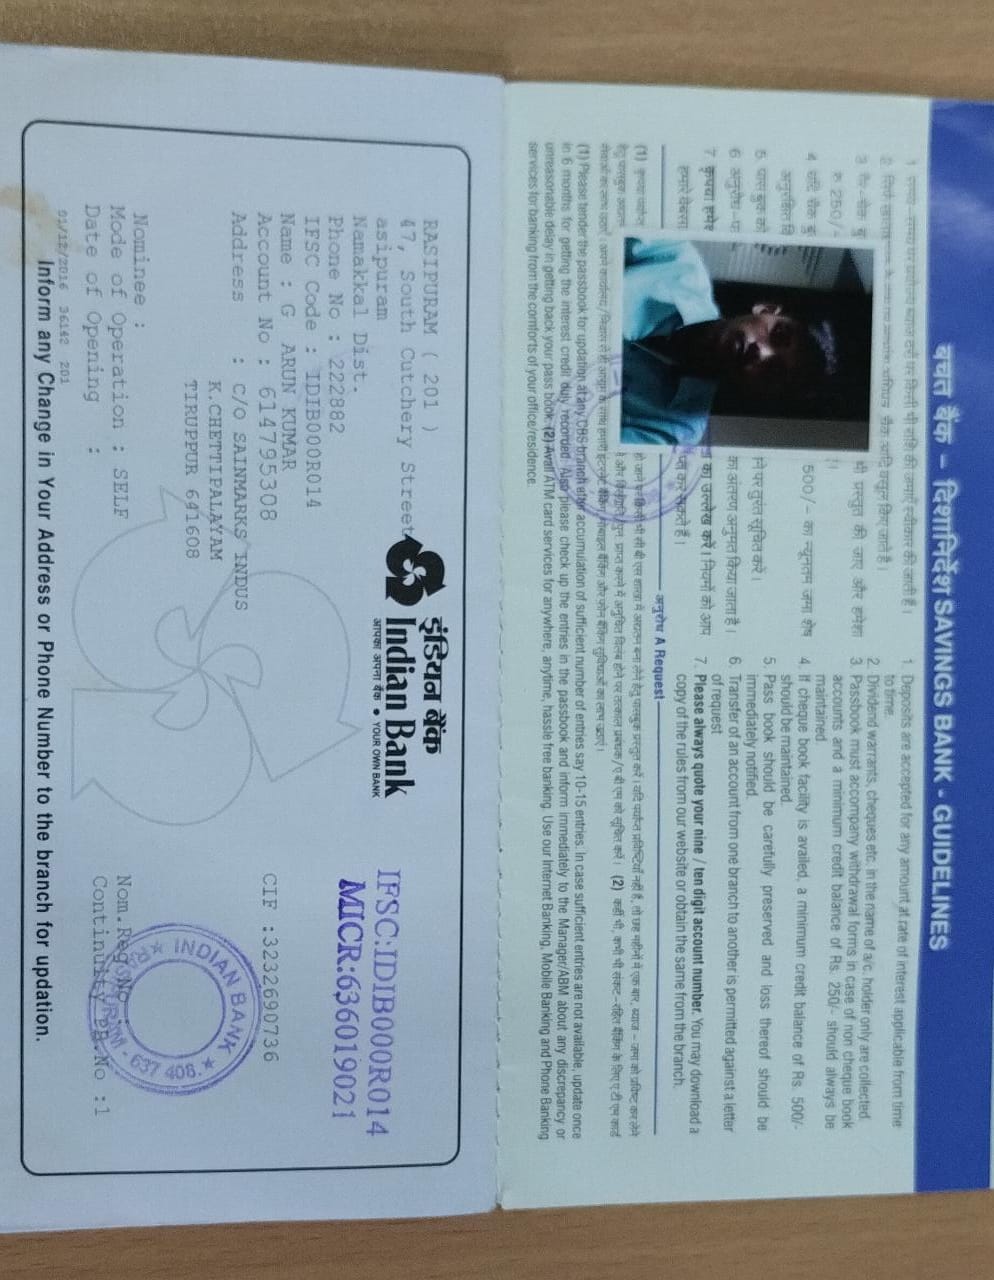 बचत बैंक – दिशानिर्देश SAVINGS BANK - GUIDELINES
1. समय–समय पर प्रयोज्य ब्याज दरों पर किसी भी राशि की जमाएँ स्वीकार की जाती हैं।
2. सिर्फ चैक आदि वसूल किए जाते है।
3. गैर–चैक बु भी प्रस्तुत की जाए और हमेशा
रु 250/-
4. यदि चैक बु 500/– का न्यूनतम जमा शेष
अनुरक्षित
5. पास बुक को ने पर तुरंत सूचित करें।
6. अनुरोध–प का अंतरण अनुमत किया जाता है।
7. कृपया हमे का उल्लेख करें। नियमों को आप
हमारे वेबसा प्त कर सकते हैं।
1. Deposits are accepted for any amount at rate of interest applicable from time
to time.
2. Dividend warrants, cheques etc. in the name of a/c. holder only are collected.
3. Passbook must accompany withdrawal forms in case of non cheque book
accounts and a minimum credit balance of Rs. 250/- should always be
maintained.
4. If cheque book facility is availed, a minimum credit balance of Rs. 500/-
should be maintained.
5. Pass book should be carefully preserved and loss thereof should be
immediately notified.
6. Transfer of an account from one branch to another is permitted against a letter
of request
7. Please always quote your nine / ten digit account number. You may download a
copy of the rules from our website or obtain the same from the branch.
अनुरोध A Request
(1) कृपया पर्याप्त हो जाने पर किसी भी सी बी एस शाखा में अद्यतन बना लेने हेतु पासबुक प्रस्तुत करें। यदि पर्याप्त प्रविष्टियाँ नहीं हैं, तो छह महीनों में एक बार, ब्याज – जमा को प्रविष्ट कर लेने
हेतु पासबुक और विसंगति/पुन. प्राप्त करने में अनुचित विलंब होने पर तत्काल प्रबंधक/ए बी एम को सूचित करें। (2) कहीं भी, कभी भी संकट–रहित बैंकिंग के लिए ए टी एम कार्ड
सेवाओं का लाभ उठाएँ। अपने कार्यालय/निवास से ही आराम के साथ हमारी इंटरनेट बैंकिंग, मोबाइल बैंकिंग और फ़ोन बैंकिंग सुविधाओं का लाभ उठाएं।
(1) Please tender the passbook for updation at any CBS branch after accumulation of sufficient number of entries say 10-15 entries. In case sufficient entries are not available, update once
in 6 months for getting the interest credit duly recorded. Also please check up the entries in the passbook and inform immediately to the Manager/ABM about any discrepancy or
unreasonable delay in getting back your pass book. (2) Avail ATM card services for anywhere, anytime, hassle free banking. Use our Internet Banking, Mobile Banking and Phone Banking
services for banking from the comforts of your office/residence.
RASIPURAM ( 201 )
47, South Cutchery Street
asipuram
Namakkal Dist.
Phone No : 222882
IFSC Code : IDIB000R014
Name : G ARUN KUMAR
Account No : 614795308
Address : C/O SAINMARKS INDUS
K.CHETTIPALAYAM
TIRUPPUR 641608
Nominee :
Mode of Operation : SELF
Date of Opening :
01/12/2016 36142 201
इंडियन बैंक
Indian Bank
आपका अपना बैंक ● YOUR OWN BANK
IFSC:IDIB000R014
MICR:636019021
CIF :3232690736
★ INDIAN BANK ★
RASIPURAM - 637 408.
Nom.Reg No :
Continuity PB.No :1
Inform any Change in Your Address or Phone Number to the branch for updation.